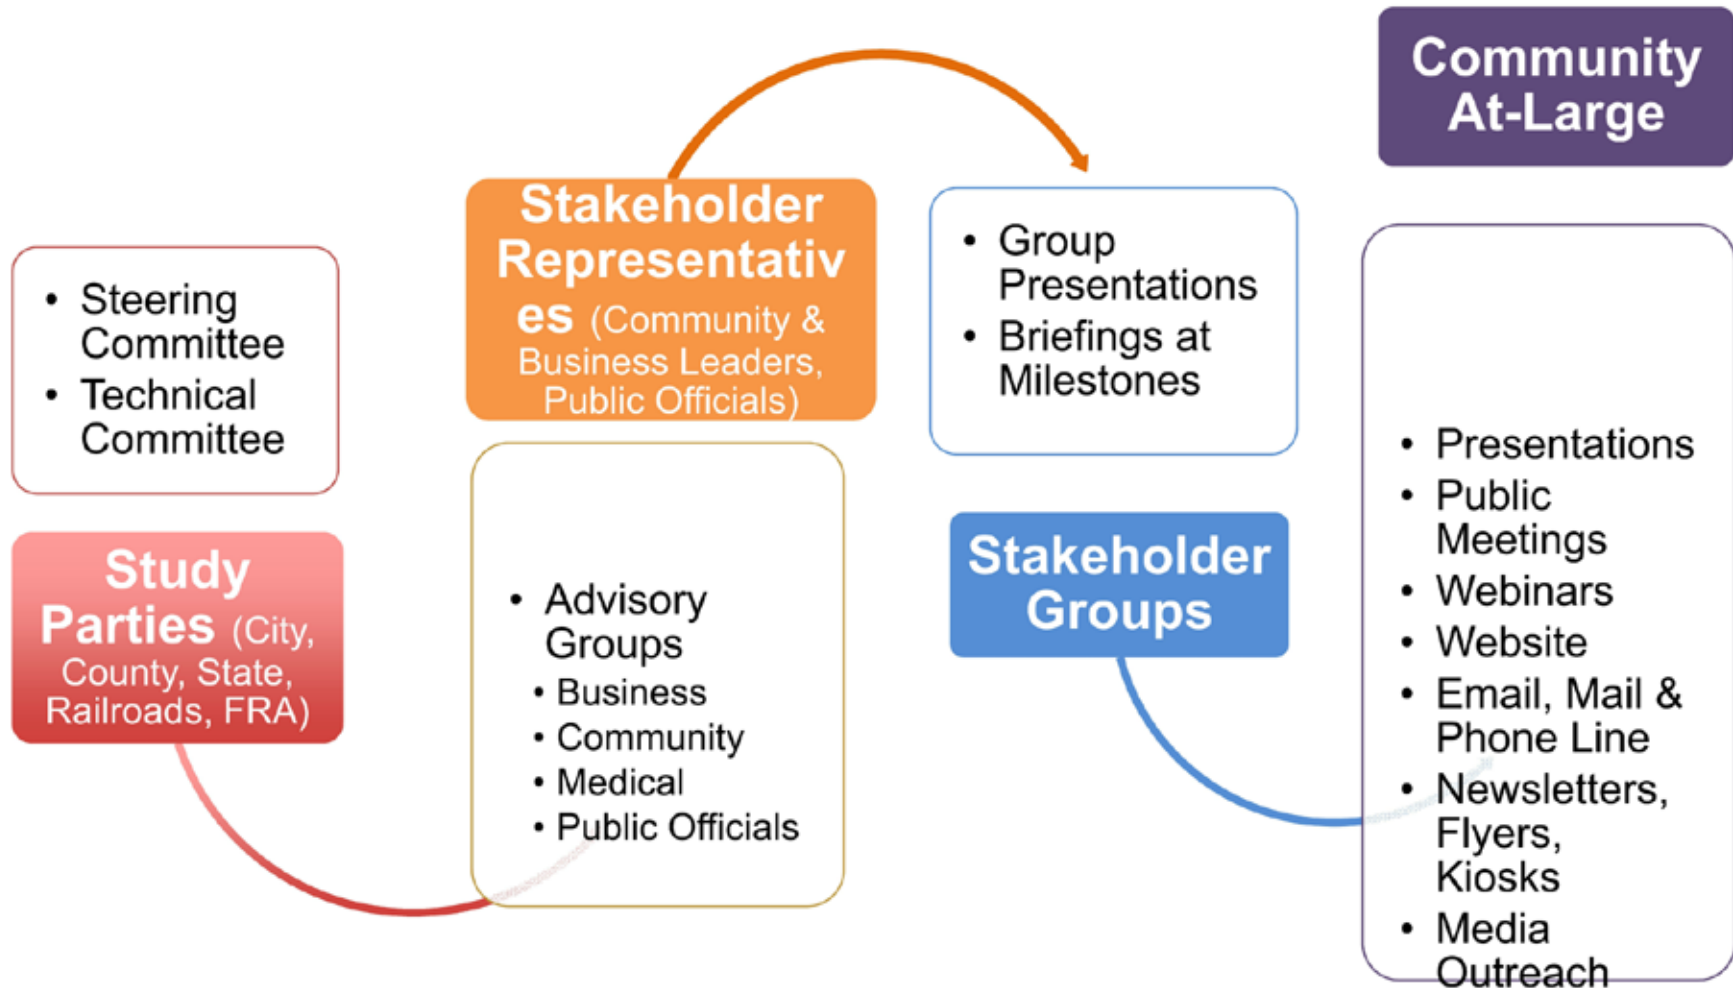 • Steering
Committee
• Technical
Committee
Study
Parties (City,
County, State,
Railroads, FRA)
Stakeholder
Representativ
es (Community &
Business Leaders,
Public Officials)
• Advisory
Groups
• Business
• Community
• Medical
• Public Officials
• Group
Presentations
• Briefings at
Milestones
Stakeholder
Groups
Community
At-Large
• Presentations
• Public
Meetings
• Webinars
• Website
• Email, Mail &
Phone Line
• Newsletters,
Flyers,
Kiosks
• Media
Outreach